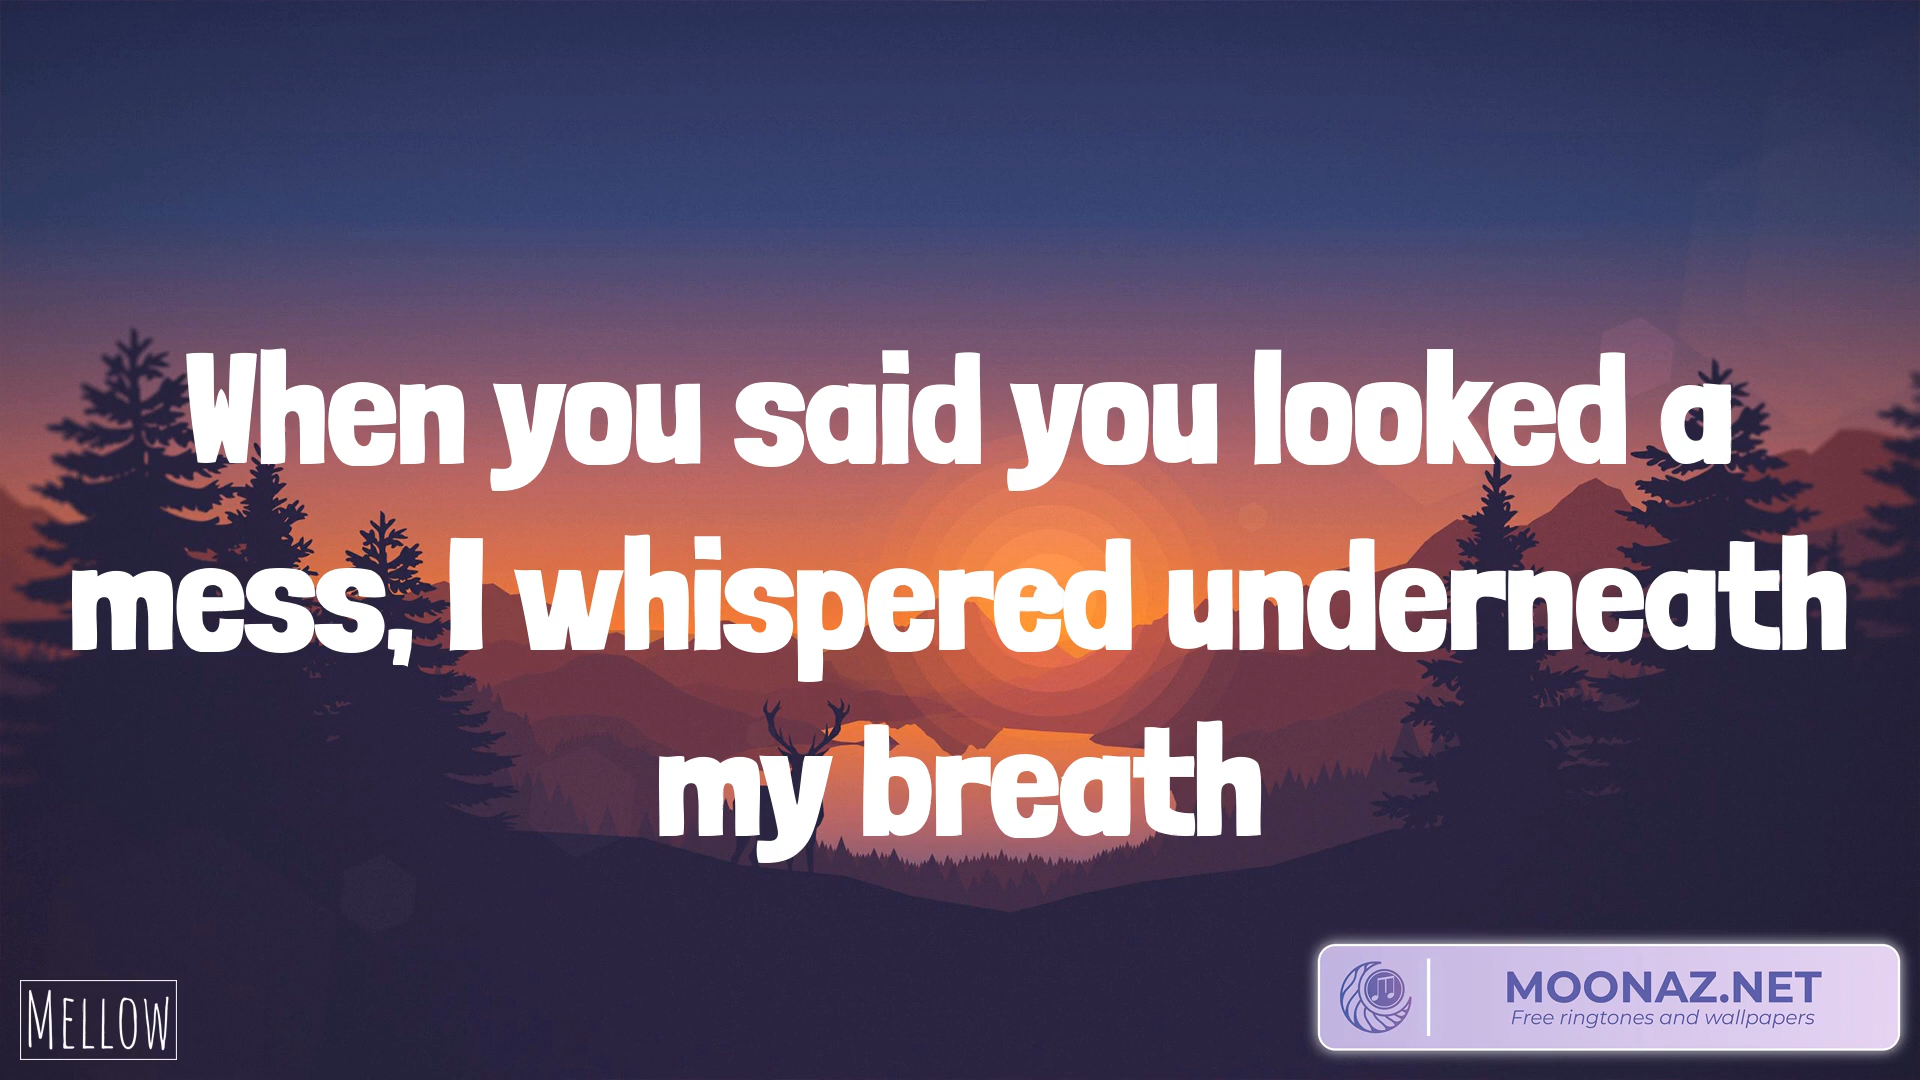 When you said you looked a
mess, I whispered underneath
my breath
MELLOW
MOONAZ.NET
Free ringtones and wallpapers